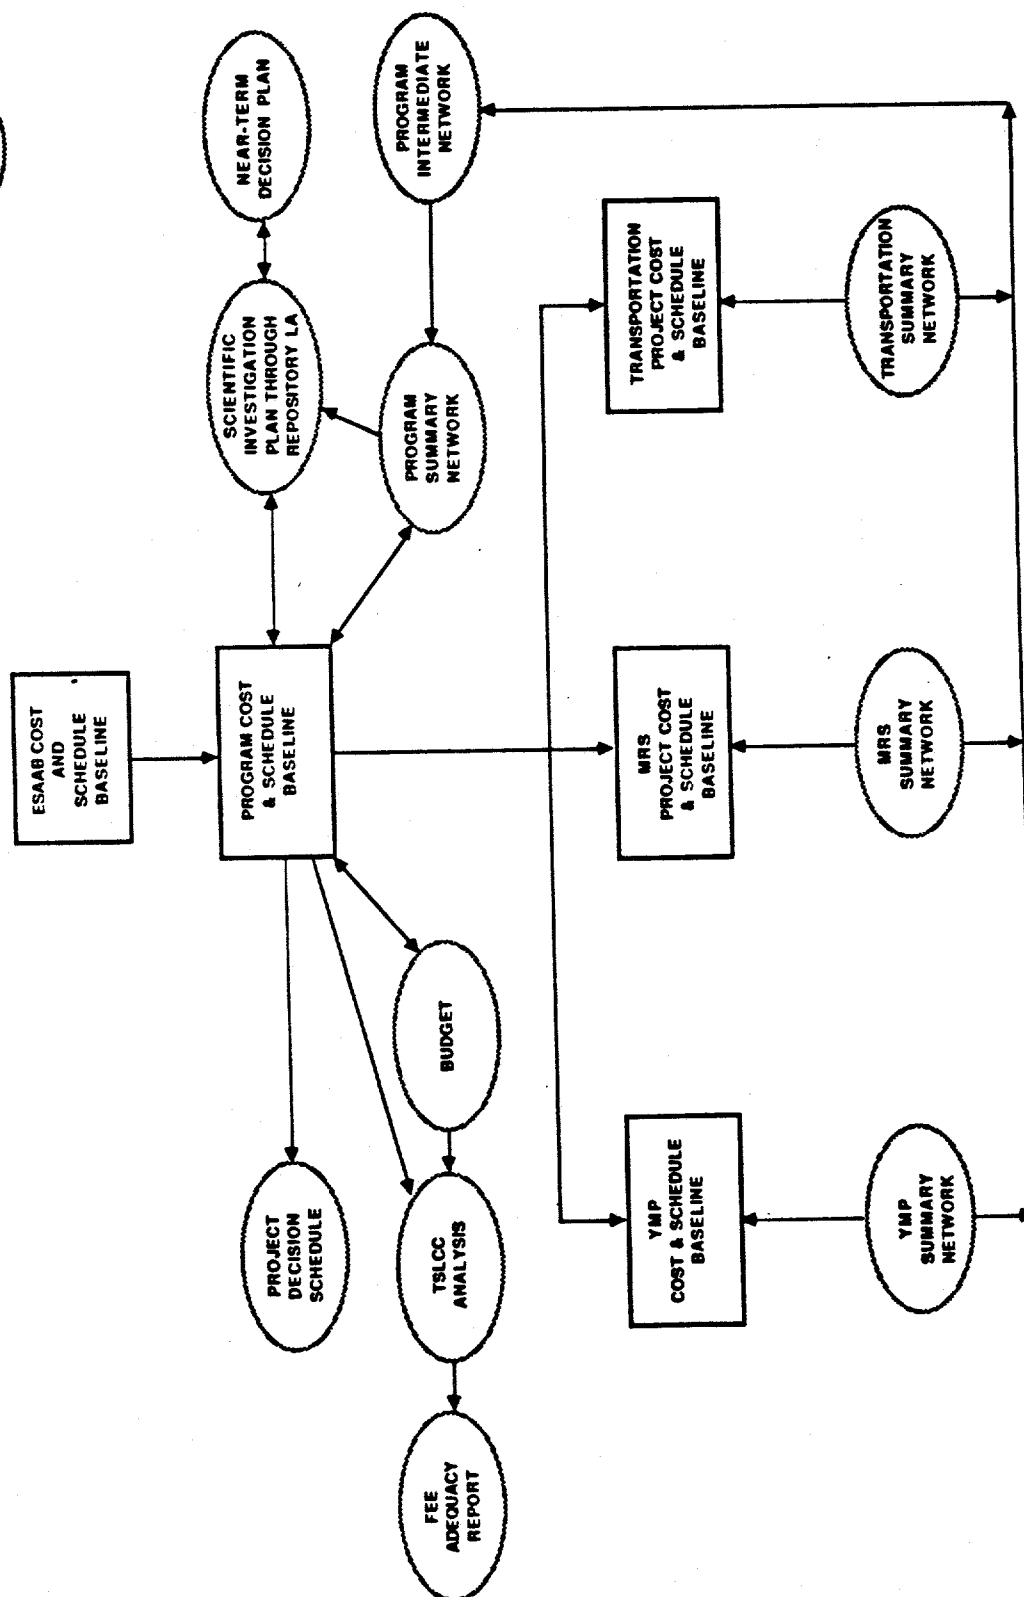 ESAAB COST
AND
SCHEDULE
BASELINE
PROGRAM COST
& SCHEDULE
BASELINE
PROJECT
DECISION
SCHEDULE
SCIENTIFIC
INVESTIGATION
PLAN THROUGH
REPOSITORY LA
NEAR-TERM
DECISION PLAN
FEE
ADEQUACY
REPORT
TSLCC
ANALYSIS
BUDGET
PROGRAM
SUMMARY
NETWORK
PROGRAM
INTERMEDIATE
NETWORK
YMP
COST & SCHEDULE
BASELINE
MRS
PROJECT COST
& SCHEDULE
BASELINE
TRANSPORTATION
PROJECT COST
& SCHEDULE
BASELINE
YMP
SUMMARY
NETWORK
MRS
SUMMARY
NETWORK
TRANSPORTATION
SUMMARY
NETWORK